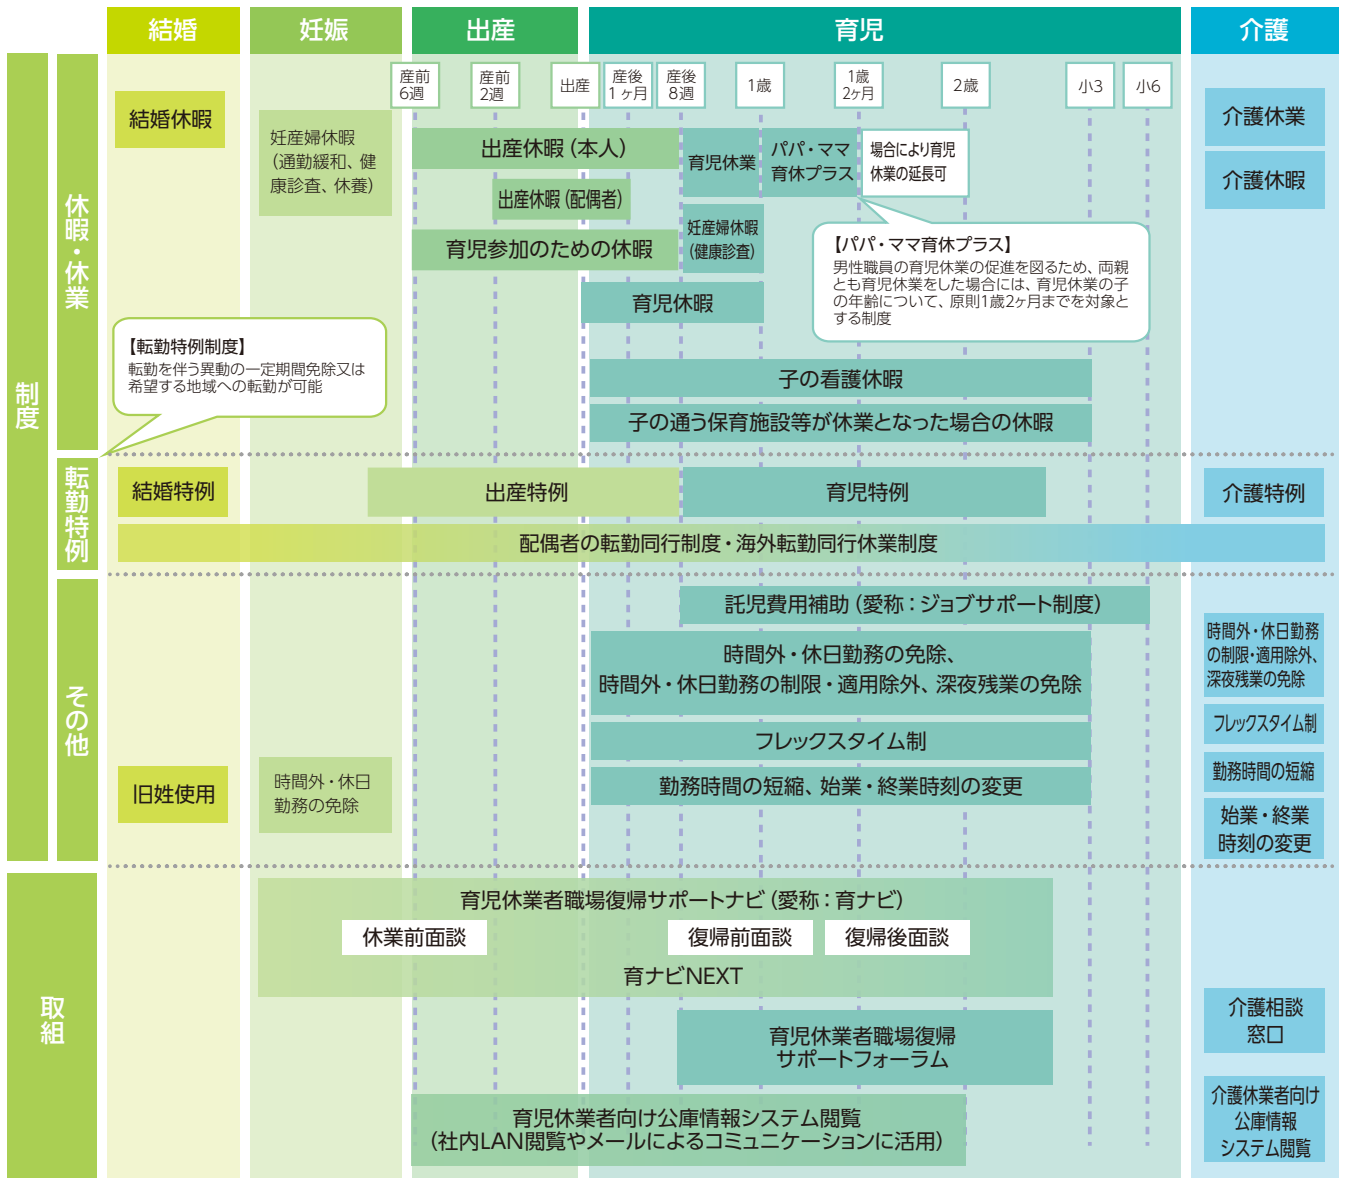 結婚
妊娠
出産
育児
介護
産前
6週
産前
2週
出産
産後
1ヶ月
産後
8週
1歳
1歳
2ヶ月
2歳
小3
小6
制度
休暇・休業
結婚休暇
妊産婦休暇
（通勤緩和、健
康診査、休養）
出産休暇（本人）
出産休暇（配偶者）
育児参加のための休暇
育児休業
パパ・ママ
育休プラス
場合により育児
休業の延長可
妊産婦休暇
（健康診査）
育児休暇
【パパ・ママ育休プラス】
男性職員の育児休業の促進を図るため、両親
とも育児休業をした場合には、育児休業の子
の年齢について、原則1歳2ヶ月までを対象と
する制度
子の看護休暇
子の通う保育施設等が休業となった場合の休暇
介護休業
介護休暇
【転勤特例制度】
転勤を伴う異動の一定期間免除又は
希望する地域への転勤が可能
転勤特例
結婚特例
出産特例
育児特例
介護特例
配偶者の転勤同行制度・海外転勤同行休業制度
その他
託児費用補助（愛称：ジョブサポート制度）
時間外・休日勤務の免除、
時間外・休日勤務の制限・適用除外、深夜残業の免除
フレックスタイム制
勤務時間の短縮、始業・終業時刻の変更
旧姓使用
時間外・休日
勤務の免除
時間外・休日勤務
の制限・適用除外、
深夜残業の免除
フレックスタイム制
勤務時間の短縮
始業・終業
時刻の変更
取組
育児休業者職場復帰サポートナビ（愛称：育ナビ）
休業前面談
復帰前面談
復帰後面談
育ナビNEXT
育児休業者職場復帰
サポートフォーラム
育児休業者向け公庫情報システム閲覧
（社内LAN閲覧やメールによるコミュニケーションに活用）
介護相談
窓口
介護休業者向け
公庫情報
システム閲覧